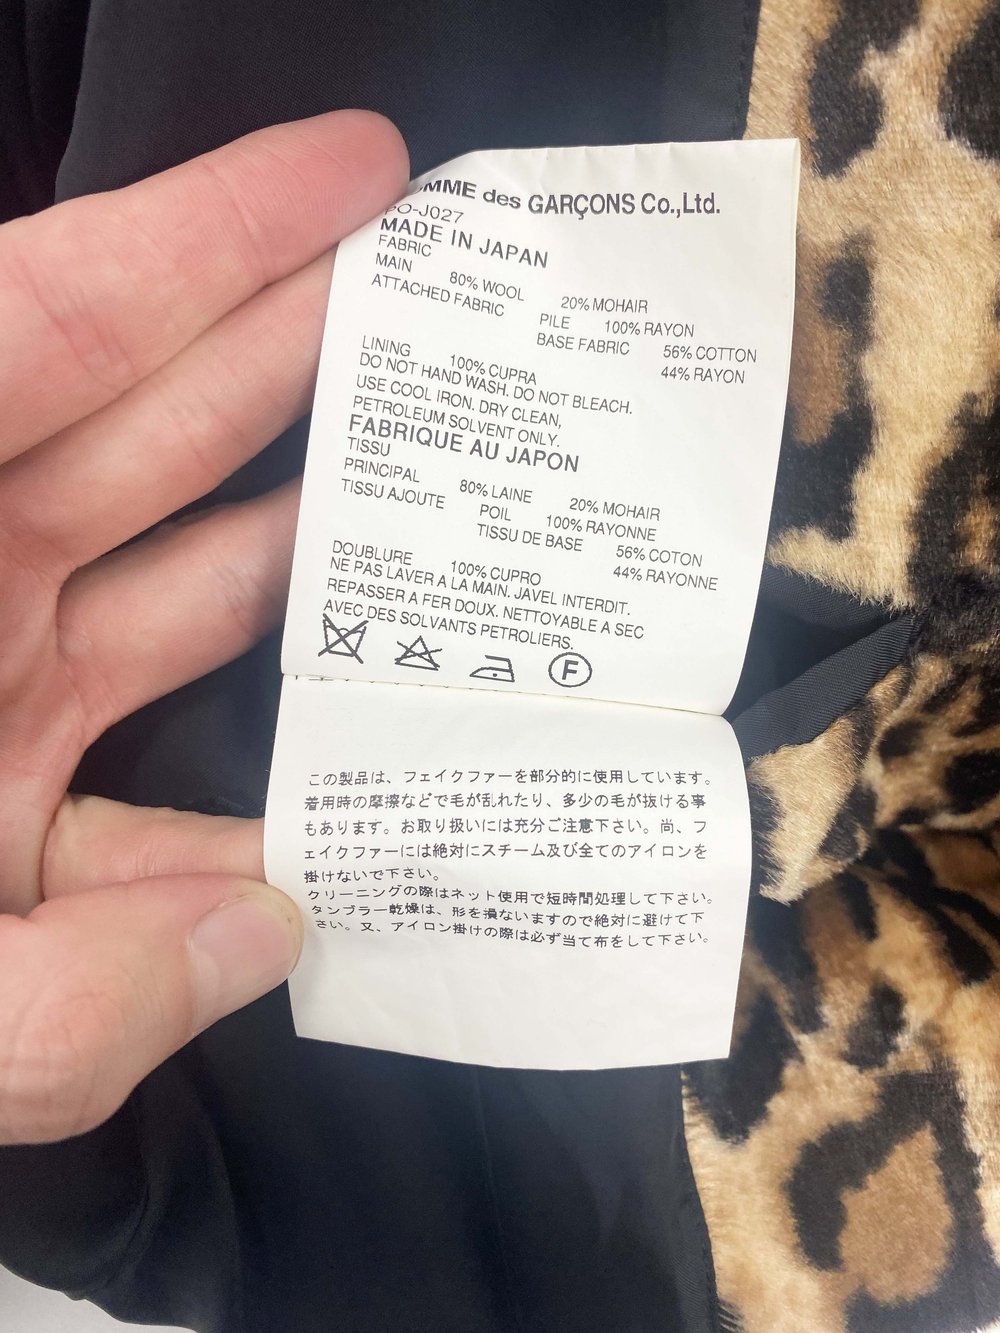 OMME des GARÇONS Co.,Ltd.
PO-J027
MADE IN JAPAN
FABRIC
MAIN 80% WOOL 20% MOHAIR
ATTACHED FABRIC PILE 100% RAYON
BASE FABRIC 56% COTTON
44% RAYON
LINING 100% CUPRA
DO NOT HAND WASH. DO NOT BLEACH.
USE COOL IRON. DRY CLEAN,
PETROLEUM SOLVENT ONLY.
FABRIQUE AU JAPON
TISSU
PRINCIPAL 80% LAINE 20% MOHAIR
TISSU AJOUTE POIL 100% RAYONNE
TISSU DE BASE 56% COTON
44% RAYONNE
DOUBLURE 100% CUPRO
NE PAS LAVER A LA MAIN. JAVEL INTERDIT.
REPASSER A FER DOUX. NETTOYABLE A SEC
AVEC DES SOLVANTS PETROLIERS.
F
この製品は、フェイクファーを部分的に使用しています。
着用時の摩擦などで毛が乱れたり、多少の毛が抜ける事
もあります。お取り扱いには充分ご注意下さい。尚、フ
ェイクファーには絶対にスチーム及び全てのアイロンを
掛けないで下さい。
クリーニングの際はネット使用で短時間処理して下さい。
タンブラー乾燥は、形を損ないますので絶対に避けて下
さい。又、アイロン掛けの際は必ず当て布をして下さい。